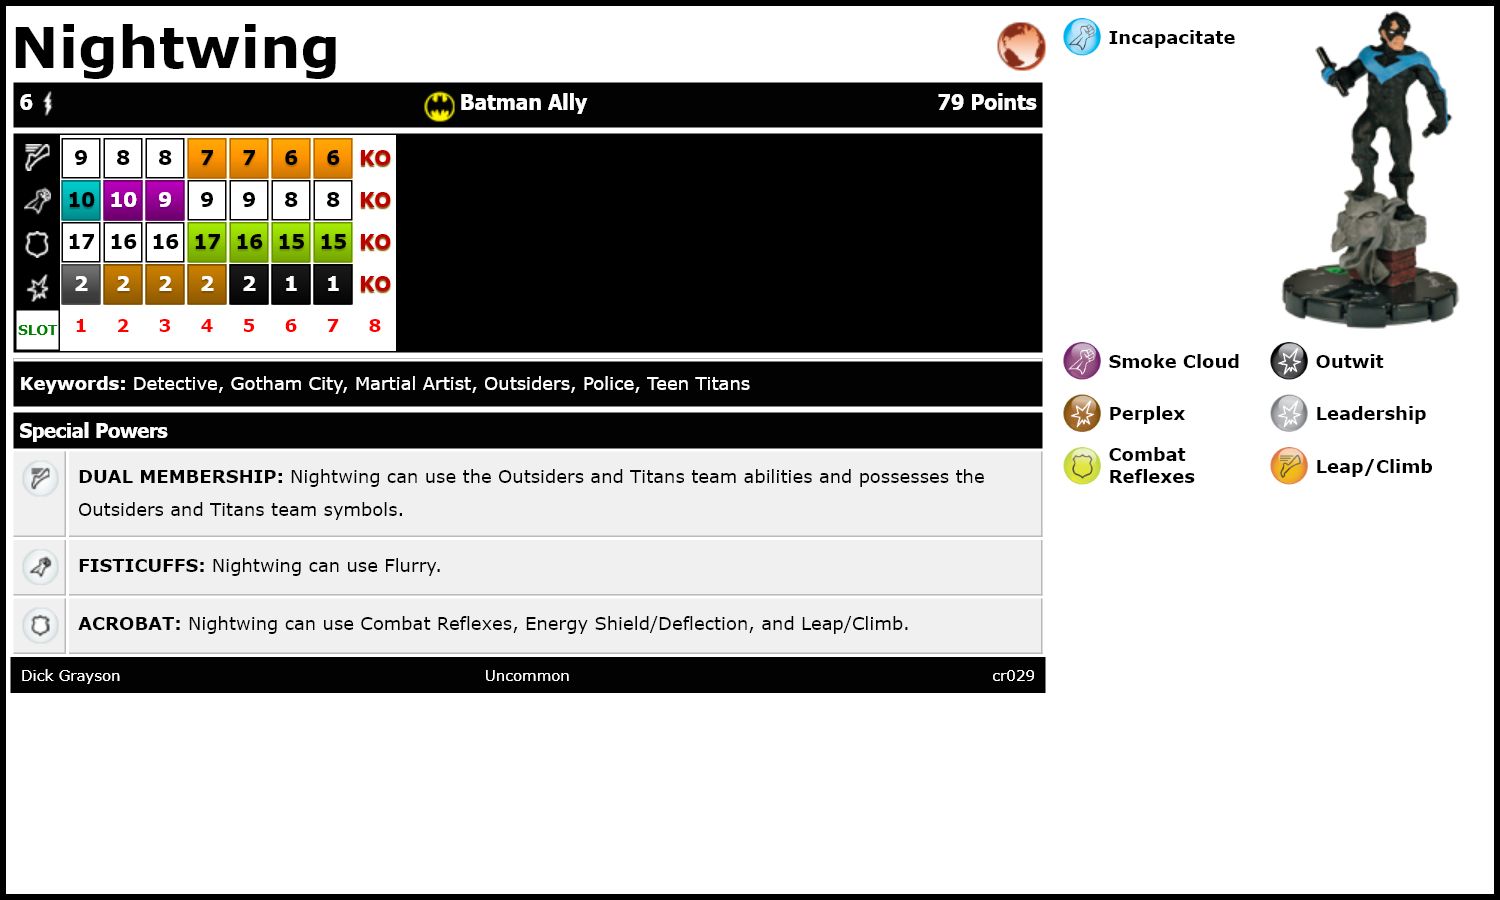 Nightwing
6 Batman Ally 79 Points
9 8 8 7 7 6 6 KO
10 10 9 9 9 8 8 KO
17 16 16 17 16 15 15 KO
2 2 2 2 2 1 1 KO
SLOT 1 2 3 4 5 6 7 8
Keywords: Detective, Gotham City, Martial Artist, Outsiders, Police, Teen Titans
Special Powers
DUAL MEMBERSHIP: Nightwing can use the Outsiders and Titans team abilities and possesses the
Outsiders and Titans team symbols.
FISTICUFFS: Nightwing can use Flurry.
ACROBAT: Nightwing can use Combat Reflexes, Energy Shield/Deflection, and Leap/Climb.
Dick Grayson Uncommon cr029
Incapacitate
Smoke Cloud Outwit
Perplex Leadership
Combat
Reflexes
Leap/Climb